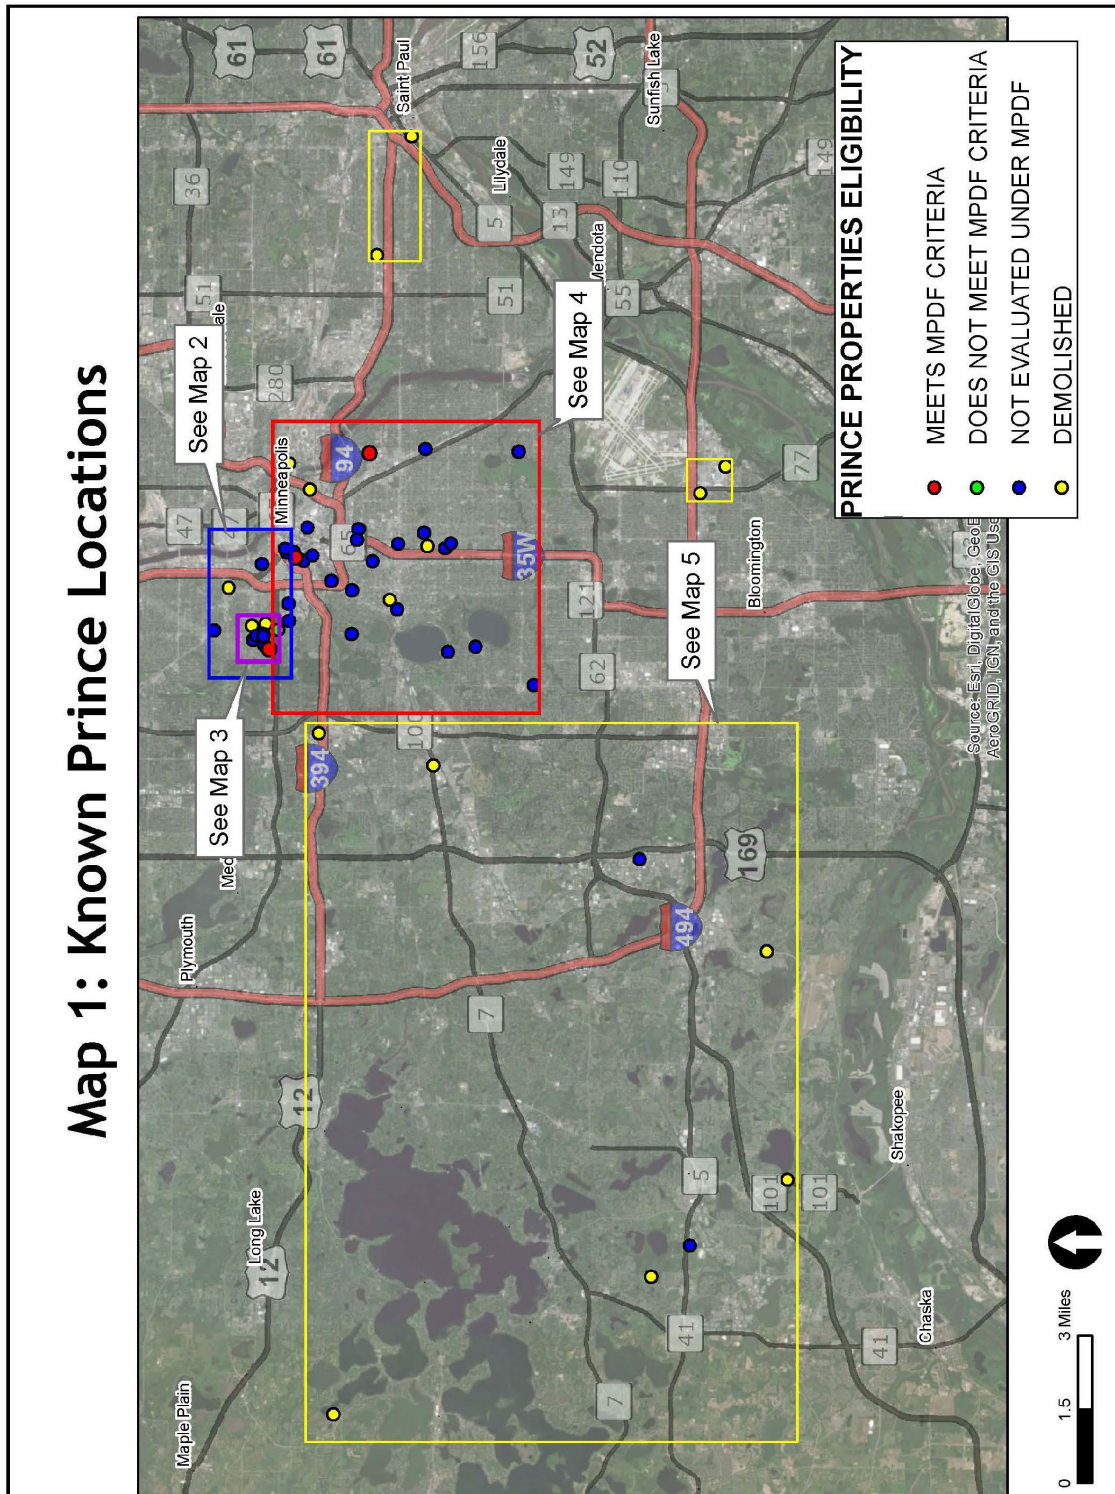 Map 1: Known Prince Locations
Maple Plain
12
Long Lake
12
Plymouth
Med
See Map 3
See Map 2
47
280
51
36
61
61
394
Minneapolis
94
65
Saint Paul
156
52
Sunfish Lake
Lilydale
5
149
110
13
Mendota
55
51
149
See Map 4
100
7
7
35W
121
62
See Map 5
77
Bloomington
169
494
5
101
101
41
41
Shakopee
Chaska
PRINCE PROPERTIES ELIGIBILITY
MEETS MPDF CRITERIA
DOES NOT MEET MPDF CRITERIA
NOT EVALUATED UNDER MPDF
DEMOLISHED
Source: Esri, DigitalGlobe, GeoE
AeroGRID, IGN, and the GIS Use
0 1.5 3 Miles